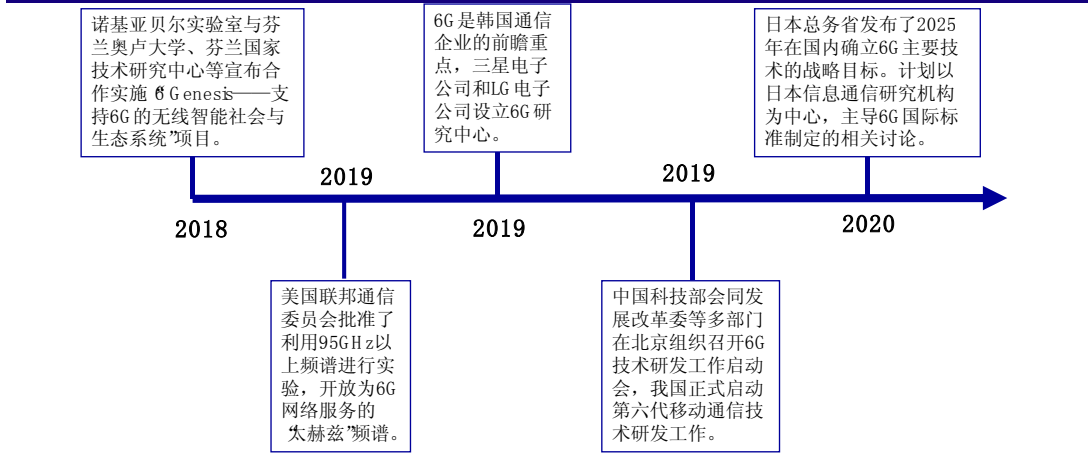 诺基亚贝尔实验室与芬
兰奥卢大学、芬兰国家
技术研究中心等宣布合
作实施“6Genesis——支
持6G的无线智能社会与
生态系统”项目。
2018
2019
美国联邦通信
委员会批准了
利用95GHz以
上频谱进行实
验，开放为6G
网络服务的
“太赫兹”频谱。
6G是韩国通信
企业的前瞻重
点，三星电子
公司和LG电子
公司设立6G研
究中心。
2019
2019
中国科技部会同发
展改革委等多部门
在北京组织召开6G
技术研发工作启动
会，我国正式启动
第六代移动通信技
术研发工作。
日本总务省发布了2025
年在国内确立6G主要技
术的战略目标。计划以
日本信息通信研究机构
为中心，主导6G国际标
准制定的相关讨论。
2020